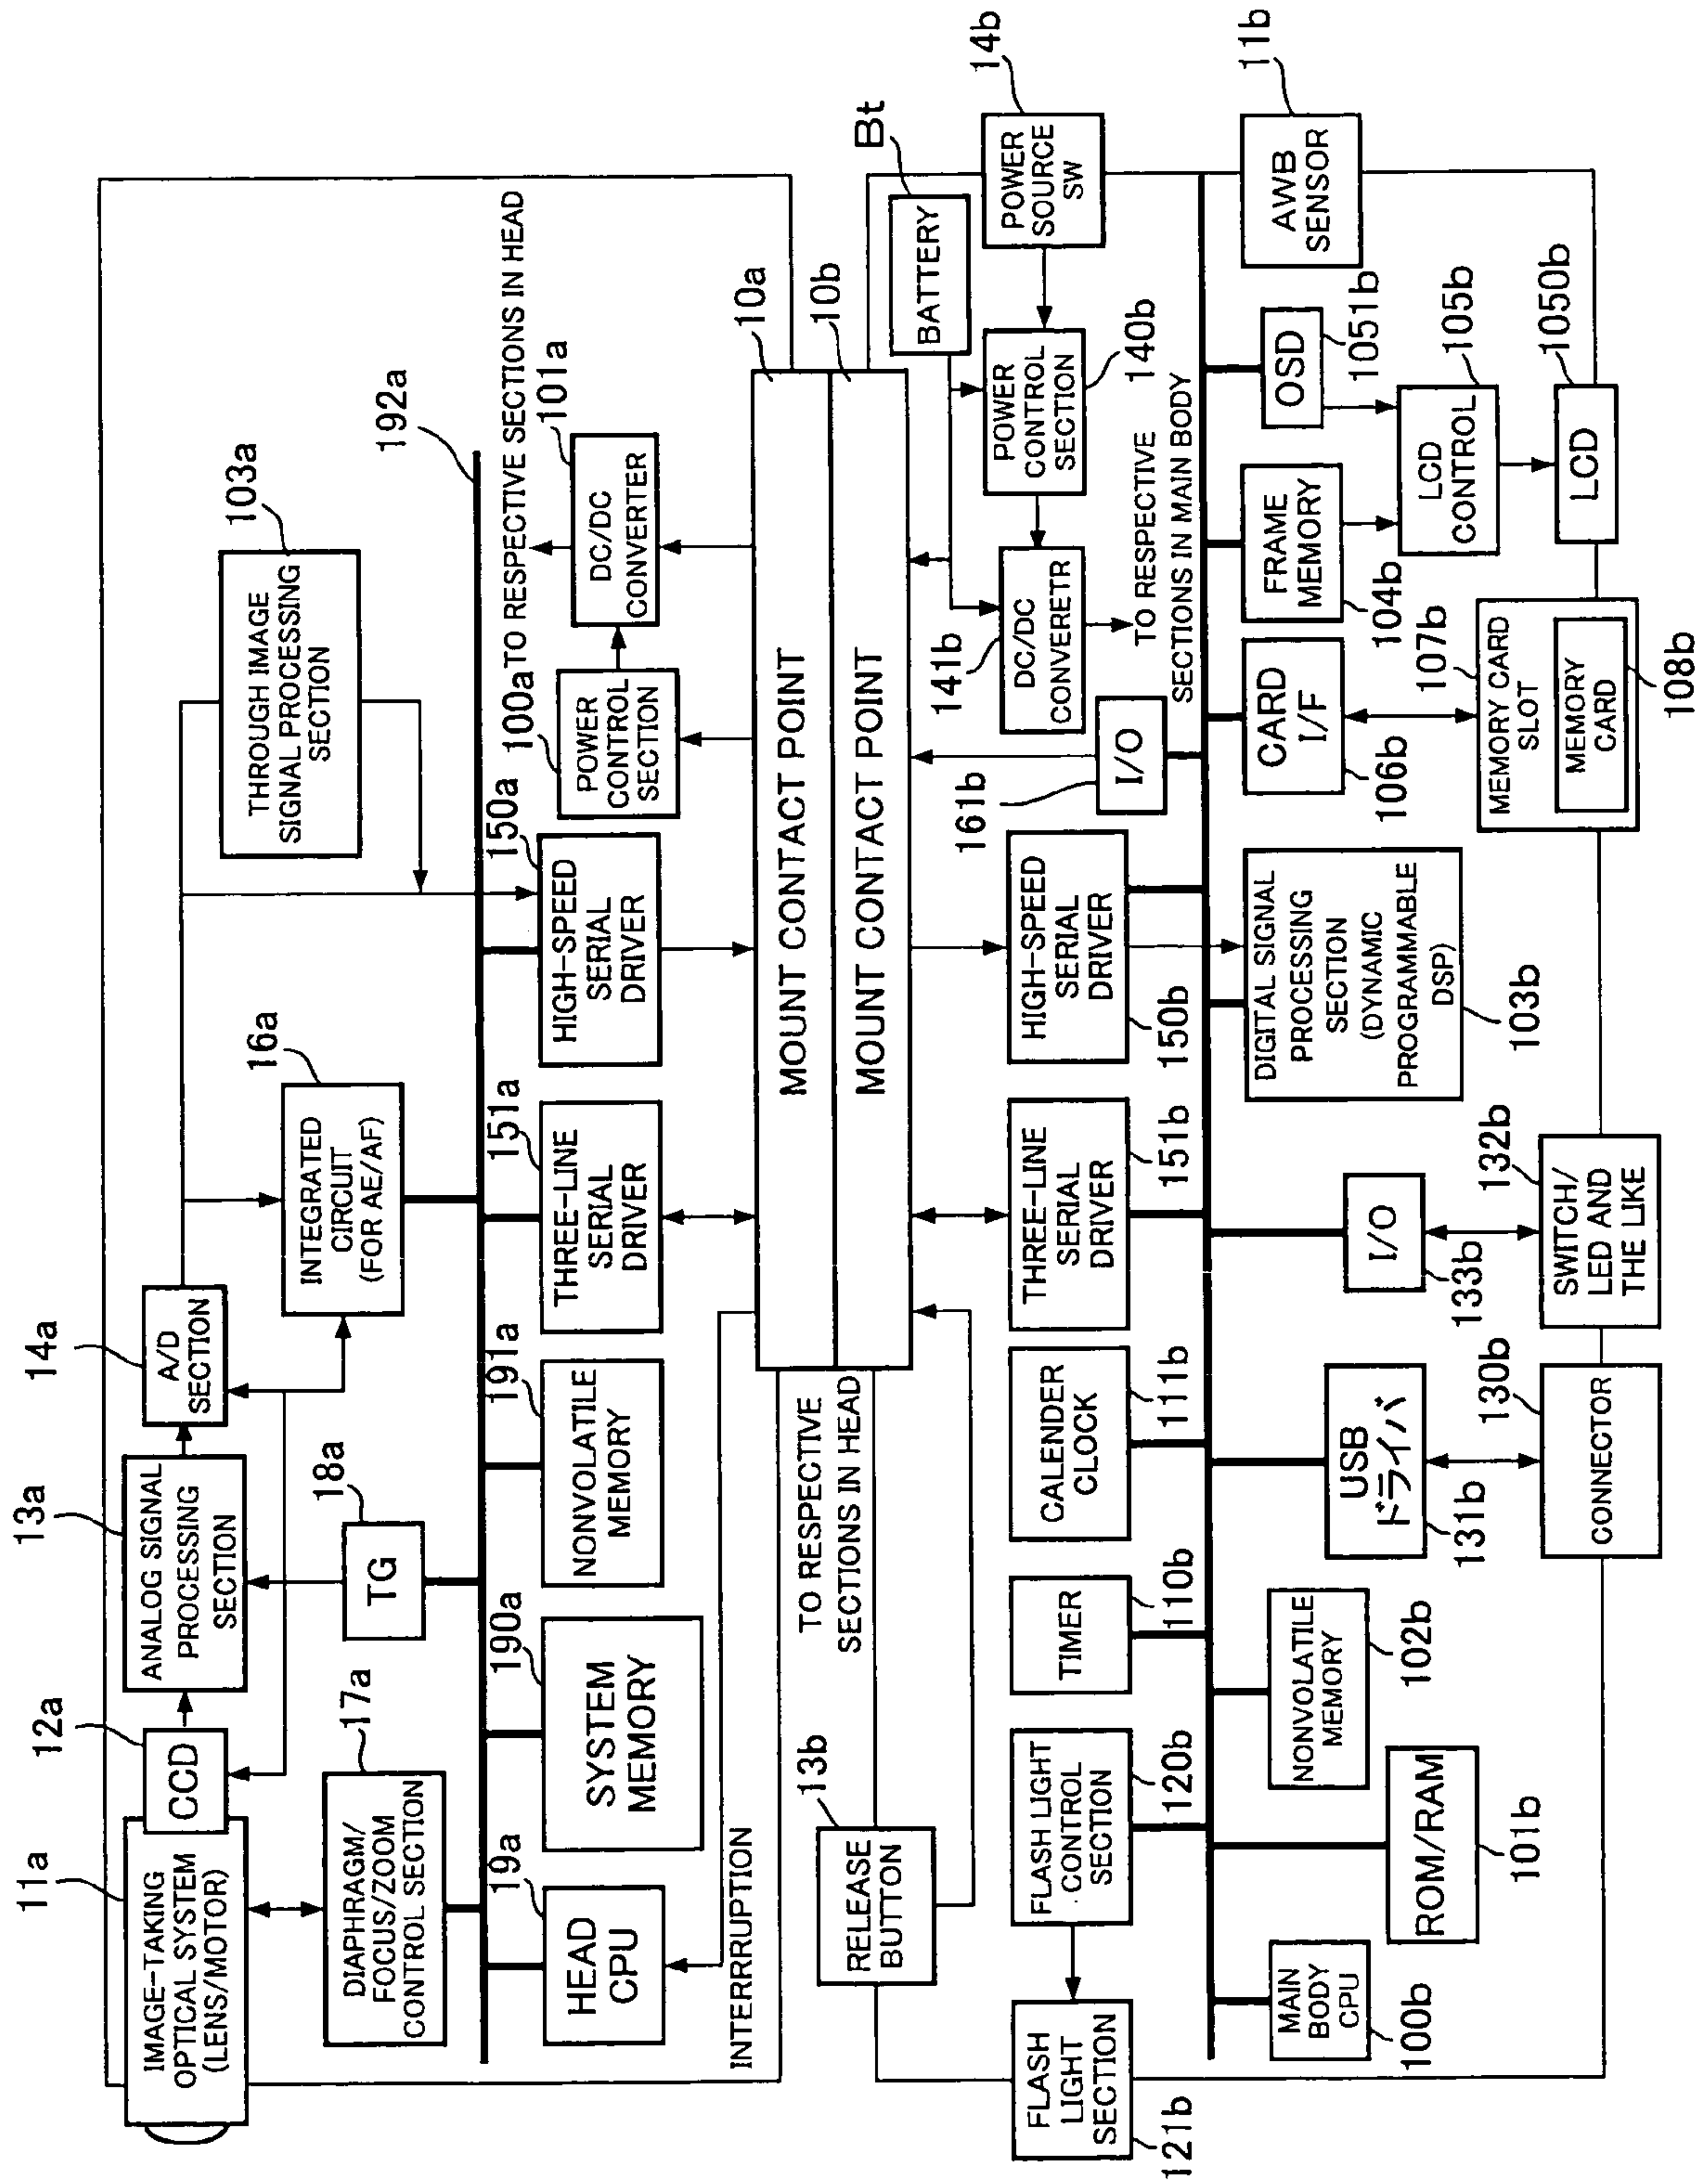 11a
IMAGE-TAKING
OPTICAL SYSTEM
(LENS/MOTOR)
12a
CCD
13a
ANALOG SIGNAL
PROCESSING
SECTION
14a
A/D
SECTION
16a
INTEGRATED
CIRCUIT
(FOR AE/AF)
103a
THROUGH IMAGE
SIGNAL PROCESSING
SECTION
17a
DIAPHRAGM/
FOCUS/ZOOM
CONTROL SECTION
18a
TG
192a
19a
HEAD
CPU
190a
SYSTEM
MEMORY
191a
NONVOLATILE
MEMORY
151a
THREE-LINE
SERIAL
DRIVER
150a
HIGH-SPEED
SERIAL
DRIVER
100a
POWER
CONTROL
SECTION
101a
DC/DC
CONVERTER
TO RESPECTIVE SECTIONS IN HEAD
INTERRRUPTION
10a
MOUNT CONTACT POINT
10b
MOUNT CONTACT POINT
TO RESPECTIVE
SECTIONS IN HEAD
13b
RELEASE
BUTTON
Bt
BATTERY
14b
POWER
SOURCE
SW
140b
POWER
CONTROL
SECTION
141b
DC/DC
CONVERETR
TO RESPECTIVE
SECTIONS IN MAIN BODY
161b
I/O
121b
FLASH
LIGHT
SECTION
120b
FLASH LIGHT
CONTROL
SECTION
110b
TIMER
111b
CALENDER
CLOCK
151b
THREE-LINE
SERIAL
DRIVER
150b
HIGH-SPEED
SERIAL
DRIVER
11b
AWB
SENSOR
100b
MAIN
BODY
CPU
101b
ROM/RAM
102b
NONVOLATILE
MEMORY
131b
USB
ドライバ
130b
CONNECTOR
133b
I/O
132b
SWITCH/
LED AND
THE LIKE
103b
DIGITAL SIGNAL
PROCESSING
SECTION
(DYNAMIC
PROGRAMMABLE
DSP)
106b
CARD
I/F
107b
MEMORY CARD
SLOT
108b
MEMORY
CARD
104b
FRAME
MEMORY
1051b
OSD
105b
LCD
CONTROL
1050b
LCD